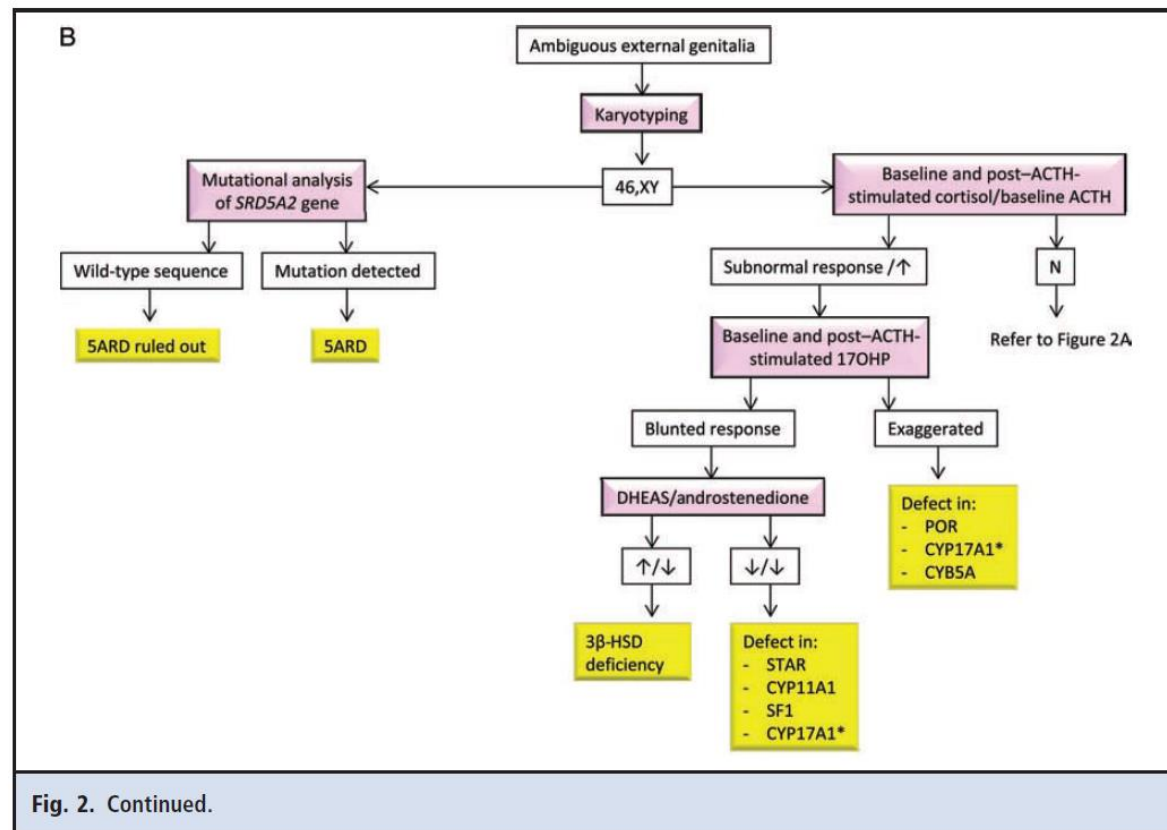 B
Ambiguous external genitalia
Karyotyping
46,XY
Mutational analysis
of SRD5A2 gene
Wild-type sequence
Mutation detected
5ARD ruled out
5ARD
Baseline and post–ACTH-
stimulated cortisol/baseline ACTH
Subnormal response /↑
N
Refer to Figure 2A
Baseline and post–ACTH-
stimulated 17OHP
Blunted response
Exaggerated
DHEAS/androstenedione
↑/↓
↓/↓
3β-HSD
deficiency
Defect in:
- STAR
- CYP11A1
- SF1
- CYP17A1*
Defect in:
- POR
- CYP17A1*
- CYB5A
Fig. 2. Continued.